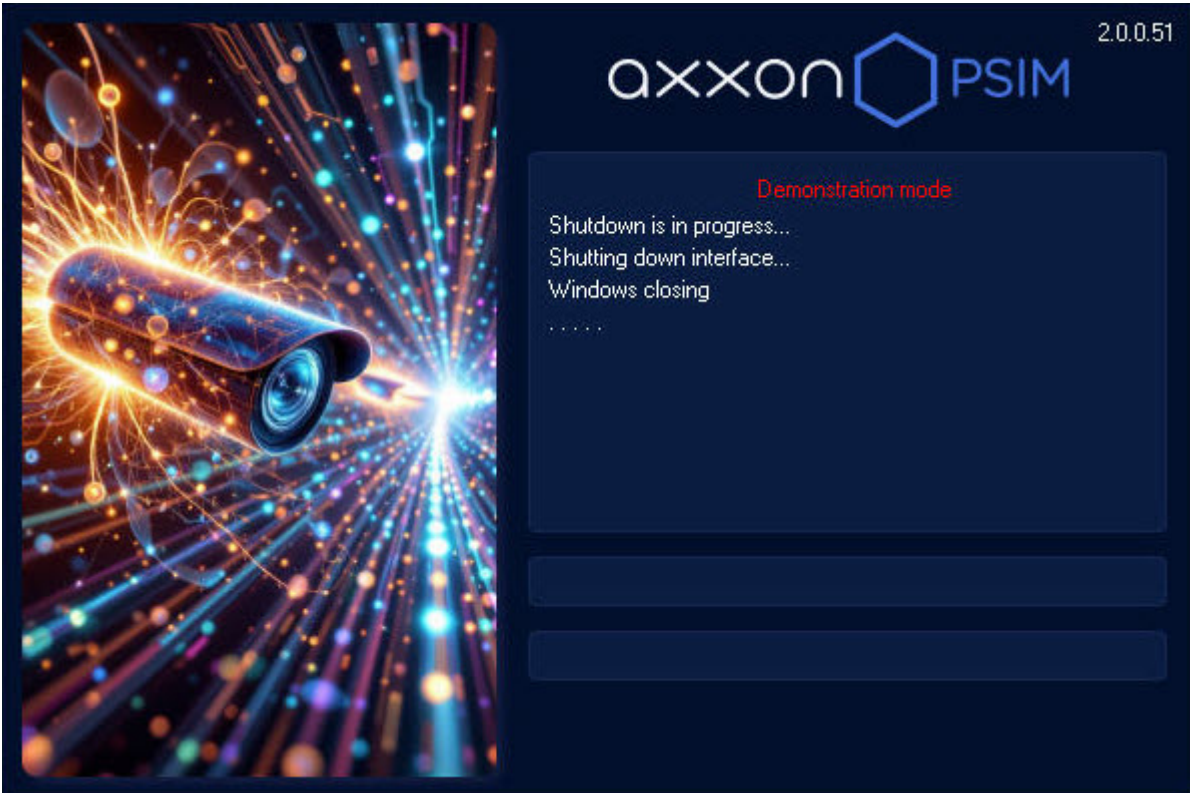 2.0.0.51
axxon PSIM
Demonstration mode
Shutdown is in progress...
Shutting down interface...
Windows closing
. . . . .